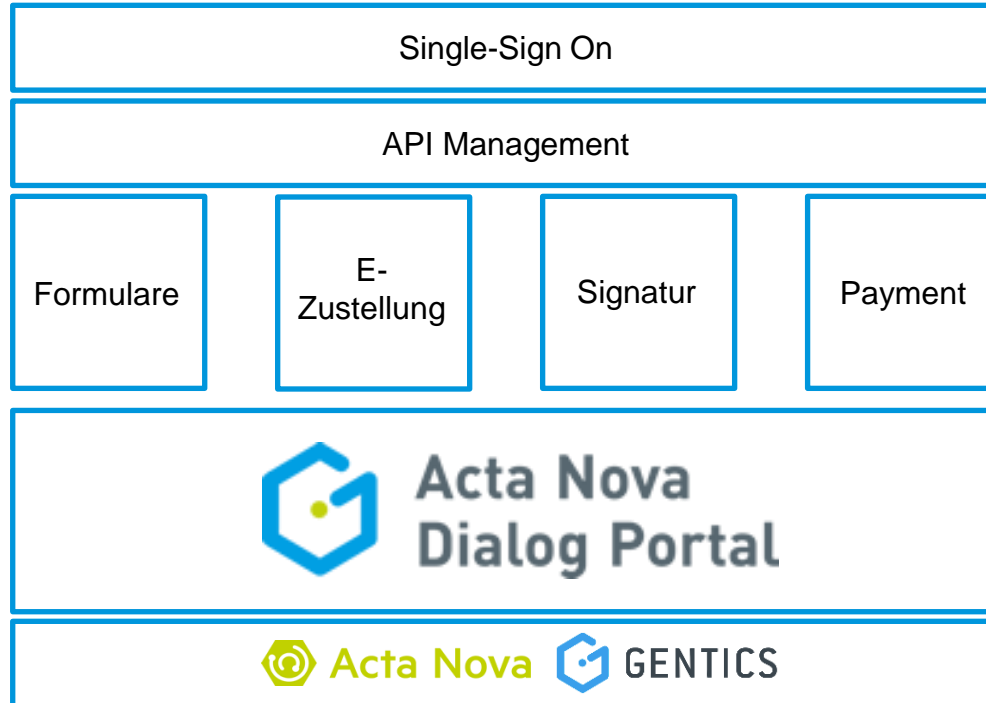 Single-Sign On
API Management
Formulare
E-
Zustellung
Signatur
Payment
Acta Nova
Dialog Portal
Acta Nova GENTICS